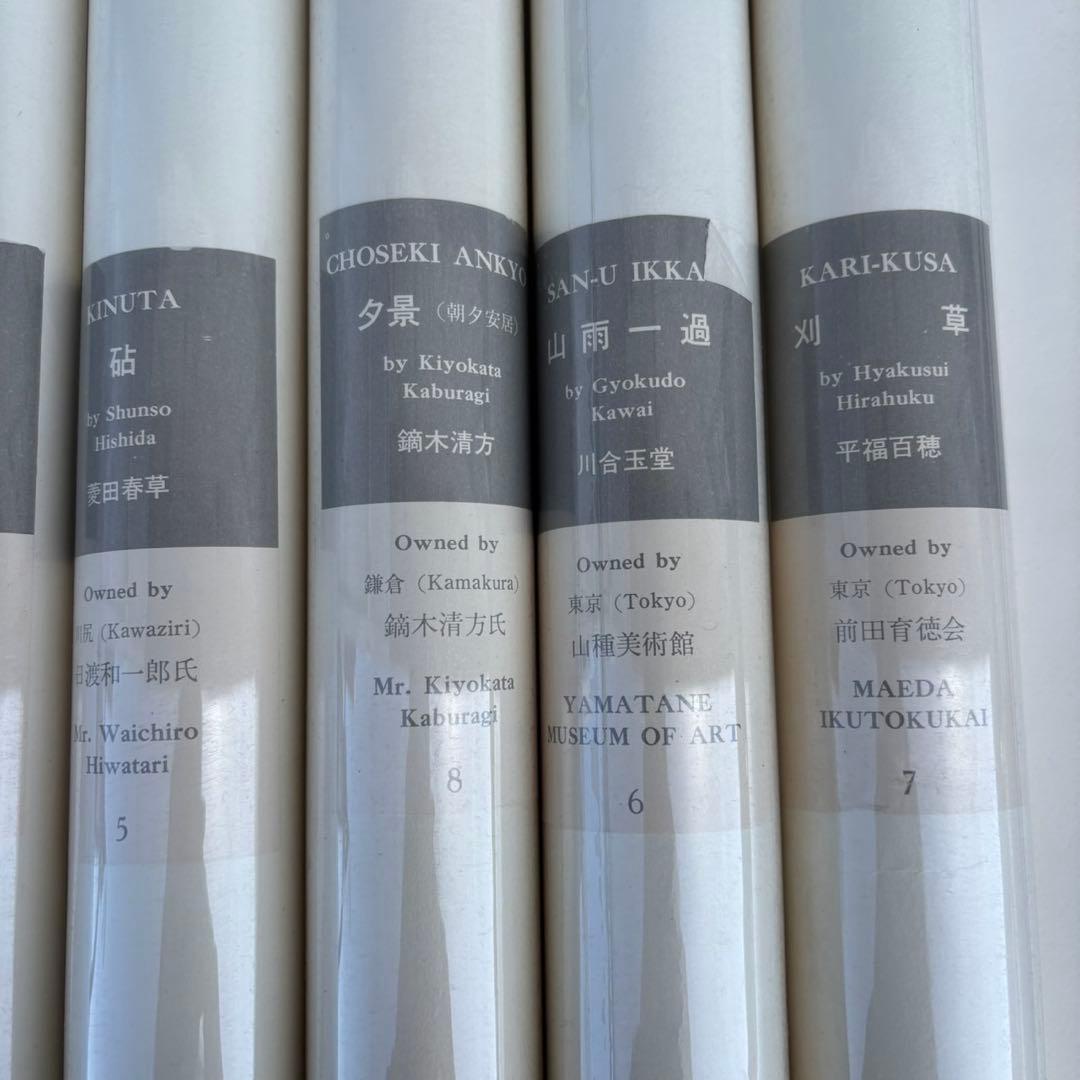 KINUTA
砧
by Shunso
Hishida
菱田春草
Owned by
川尻 (Kawaziri)
日渡和一郎氏
Mr. Waichiro
Hiwatari
5
CHOSEKI ANKYO
夕景 (朝夕安居)
by Kiyokata
Kaburagi
鏑木清方
Owned by
鎌倉 (Kamakura)
鏑木清方氏
Mr. Kiyokata
Kaburagi
8
SAN-U IKKA
山雨一過
by Gyokudo
Kawai
川合玉堂
Owned by
東京 (Tokyo)
山種美術館
YAMATANE
MUSEUM OF ART
6
KARI-KUSA
刈草
by Hyakusui
Hirahuku
平福百穂
Owned by
東京 (Tokyo)
前田育徳会
MAEDA
IKUTOKUKAI
7